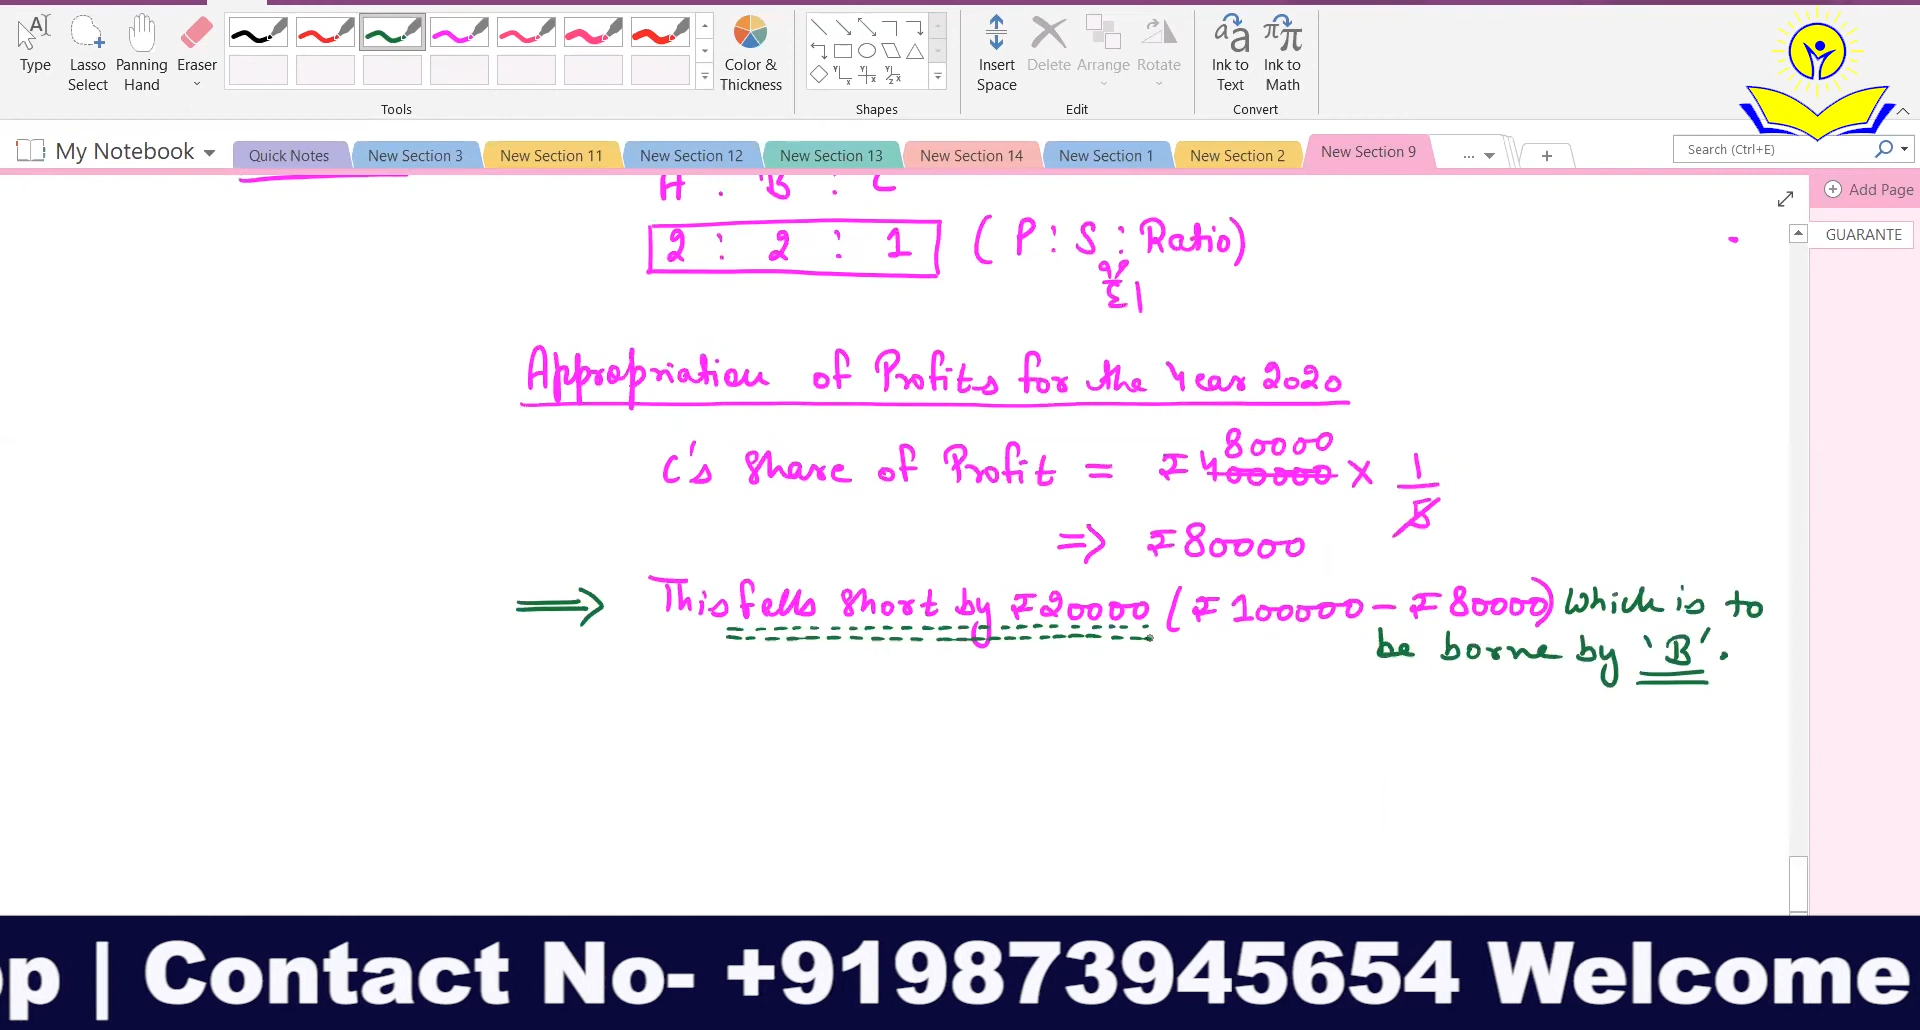 Type
Lasso Select
Panning Hand
Eraser
Color & Thickness
Insert Space
Delete
Arrange
Rotate
Ink to Text
Ink to Math
Tools
Shapes
Edit
Convert
My Notebook
Quick Notes
New Section 3
New Section 11
New Section 12
New Section 13
New Section 14
New Section 1
New Section 2
New Section 9
...
Search (Ctrl+E)
Add Page
GUARANTE
A : B : C
2 : 2 : 1 (P : S : Ratio)
Appropriation of Profits for the Year 2020
C's Share of Profit = ₹400000 × 1/5
80000
⇒ ₹80000
⇒ This fells short by ₹20000 (₹100000 - ₹80000) which is to
be borne by 'B'.
pp | Contact No- +919873945654 Welcome